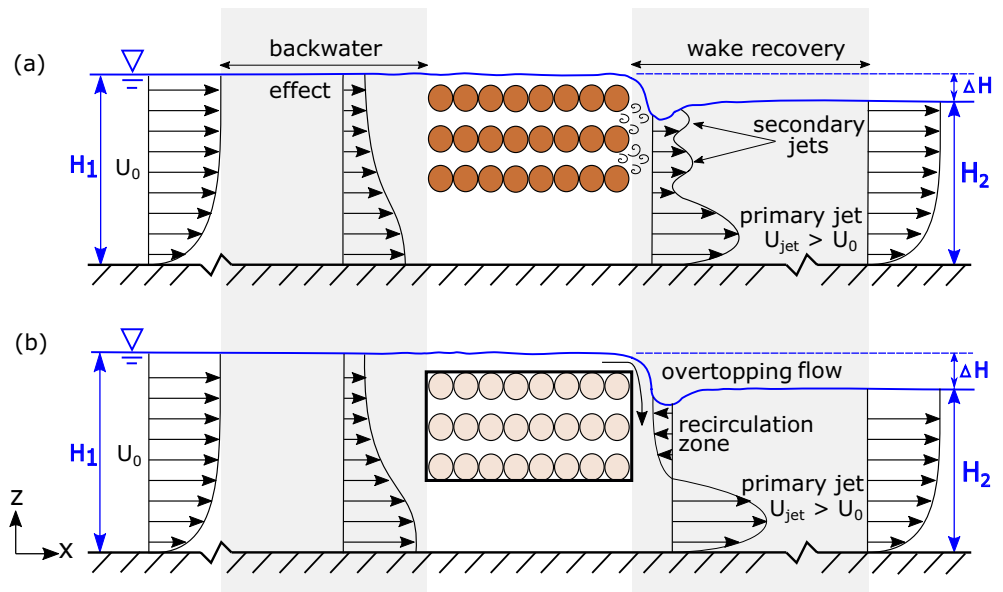 (a)
backwater
effect
wake recovery
ΔH
H1
U0
secondary
jets
primary jet
Ujet > U0
H2
(b)
overtopping flow
ΔH
recirculation
zone
H1
U0
primary jet
Ujet > U0
H2
z
x